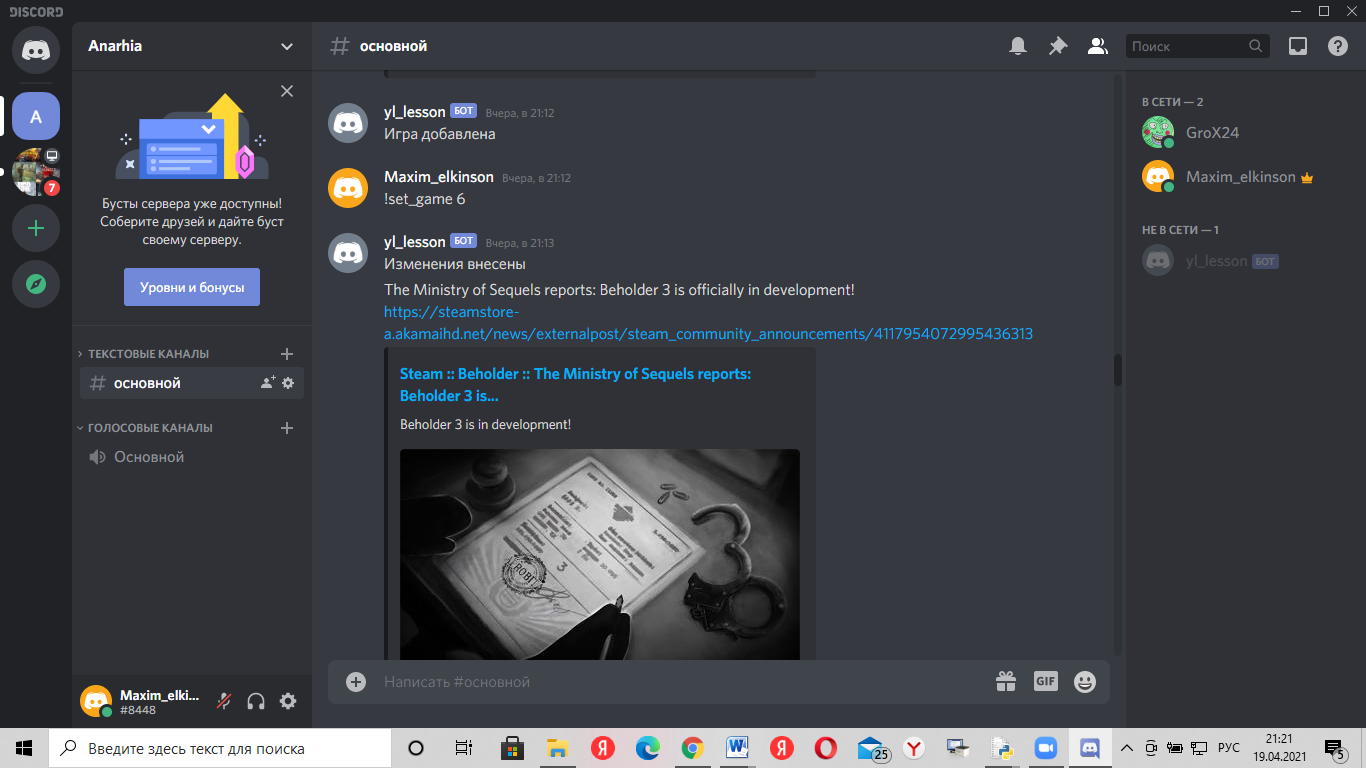 DISCORD
Anarhia
основной
Поиск
Бусты сервера уже доступны!
Соберите друзей и дайте буст
своему серверу.
Уровни и бонусы
ТЕКСТОВЫЕ КАНАЛЫ
основной
ГОЛОСОВЫЕ КАНАЛЫ
Основной
A
7
yl_lesson БОТ Вчера, в 21:12
Игра добавлена
Maxim_elkinson Вчера, в 21:12
!set_game 6
yl_lesson БОТ Вчера, в 21:13
Изменения внесены
The Ministry of Sequels reports: Beholder 3 is officially in development!
https://steamstore-
a.akamaihd.net/news/externalpost/steam_community_announcements/4117954072995436313
Steam :: Beholder :: The Ministry of Sequels reports:
Beholder 3 is...
Beholder 3 is in development!
3
Написать #основной
GIF
В СЕТИ — 2
GroX24
Maxim_elkinson
НЕ В СЕТИ — 1
yl_lesson БОТ
Maxim_elki...
#8448
Введите здесь текст для поиска
Я
W
Я
25
Y
РУС
21:21
19.04.2021
5